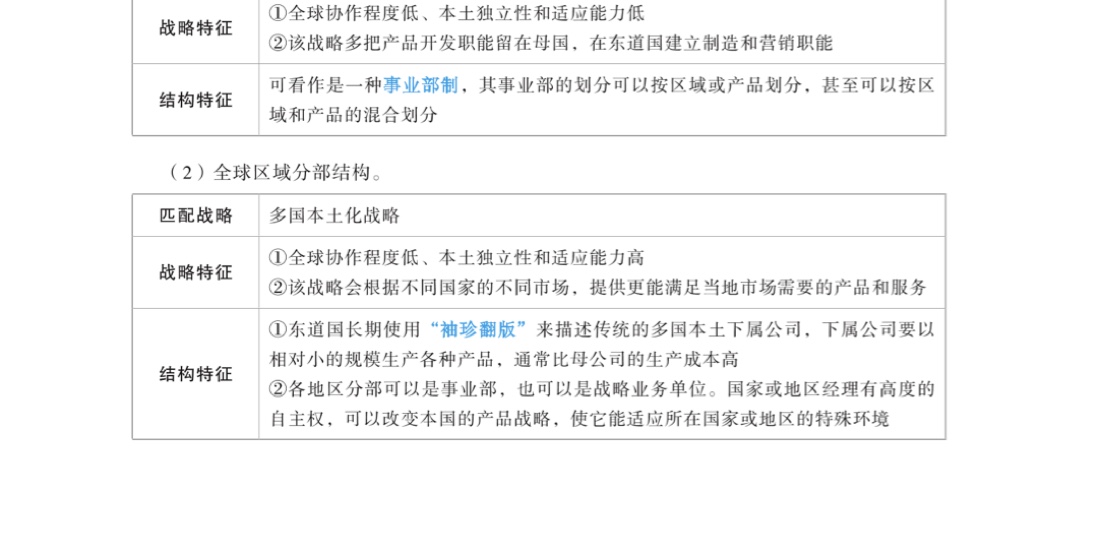 战略特征
①全球协作程度低、本土独立性和适应能力低
②该战略多把产品开发职能留在母国，在东道国建立制造和营销职能
结构特征
可看作是一种事业部制，其事业部的划分可以按区域或产品划分，甚至可以按区
域和产品的混合划分
（2）全球区域分部结构。
匹配战略
多国本土化战略
战略特征
①全球协作程度低、本土独立性和适应能力高
②该战略会根据不同国家的不同市场，提供更能满足当地市场需要的产品和服务
结构特征
①东道国长期使用“袖珍翻版”来描述传统的多国本土下属公司，下属公司要以
相对小的规模生产各种产品，通常比母公司的生产成本高
②各地区分部可以是事业部，也可以是战略业务单位。国家或地区经理有高度的
自主权，可以改变本国的产品战略，使它能适应所在国家或地区的特殊环境